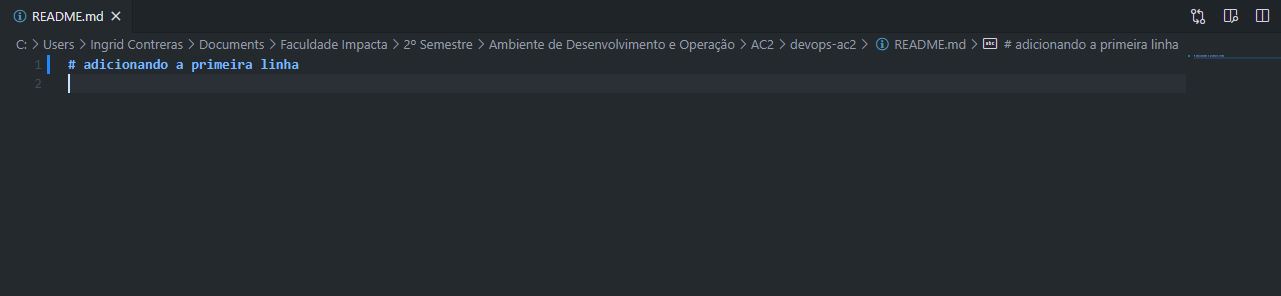 README.md
C: > Users > Ingrid Contreras > Documents > Faculdade Impacta > 2º Semestre > Ambiente de Desenvolvimento e Operação > AC2 > devops-ac2 > README.md > # adicionando a primeira linha
1 # adicionando a primeira linha
2